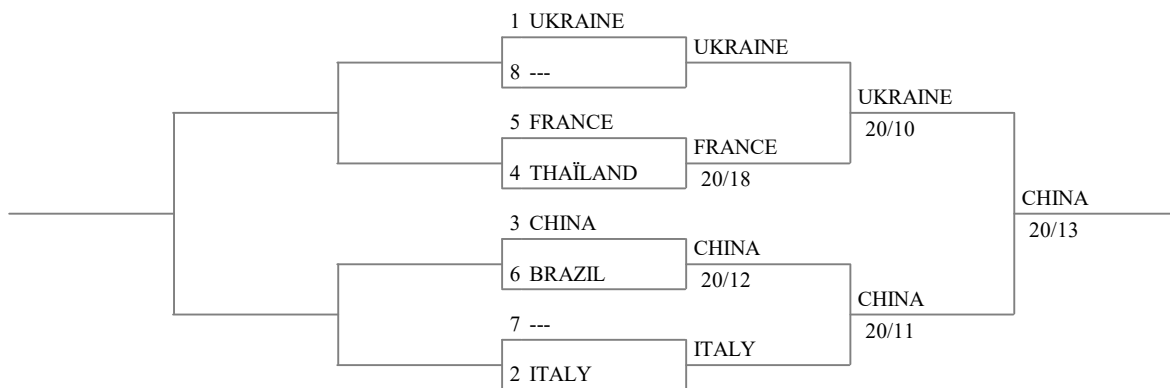 1 UKRAINE
UKRAINE
8 ---
UKRAINE
20/10
5 FRANCE
FRANCE
4 THAÏLAND
20/18
CHINA
20/13
3 CHINA
CHINA
6 BRAZIL
20/12
CHINA
20/11
7 ---
ITALY
2 ITALY